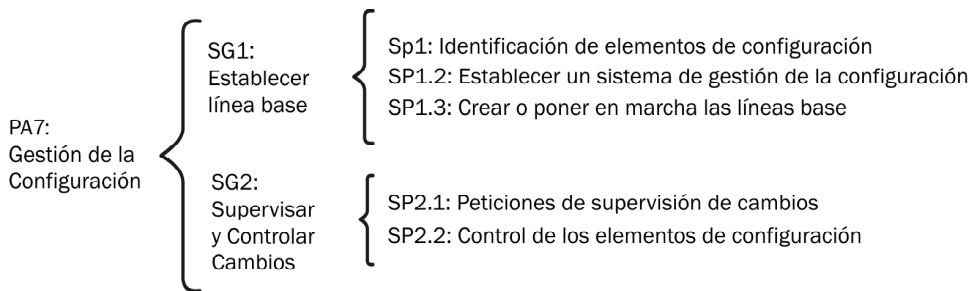 PA7:
Gestión de la
Configuración
SG1:
Establecer
línea base
Sp1: Identificación de elementos de configuración
SP1.2: Establecer un sistema de gestión de la configuración
SP1.3: Crear o poner en marcha las líneas base
SG2:
Supervisar
y Controlar
Cambios
SP2.1: Peticiones de supervisión de cambios
SP2.2: Control de los elementos de configuración